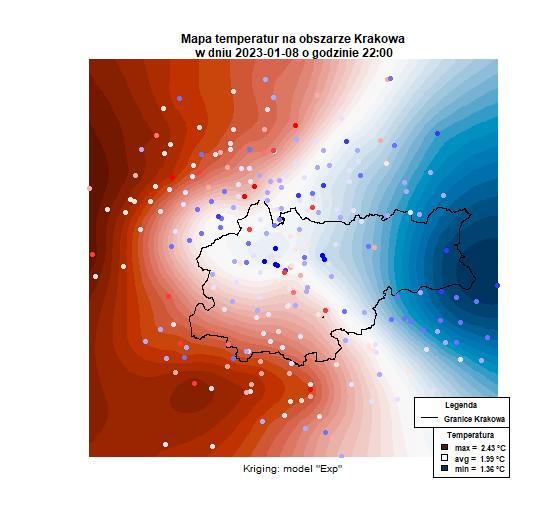 Mapa temperatur na obszarze Krakowa
w dniu 2023-01-08 o godzinie 22:00
Legenda
Granice Krakowa
Temperatura
max = 2.43 °C
avg = 1.99 °C
min = 1.36 °C
Kriging: model "Exp"